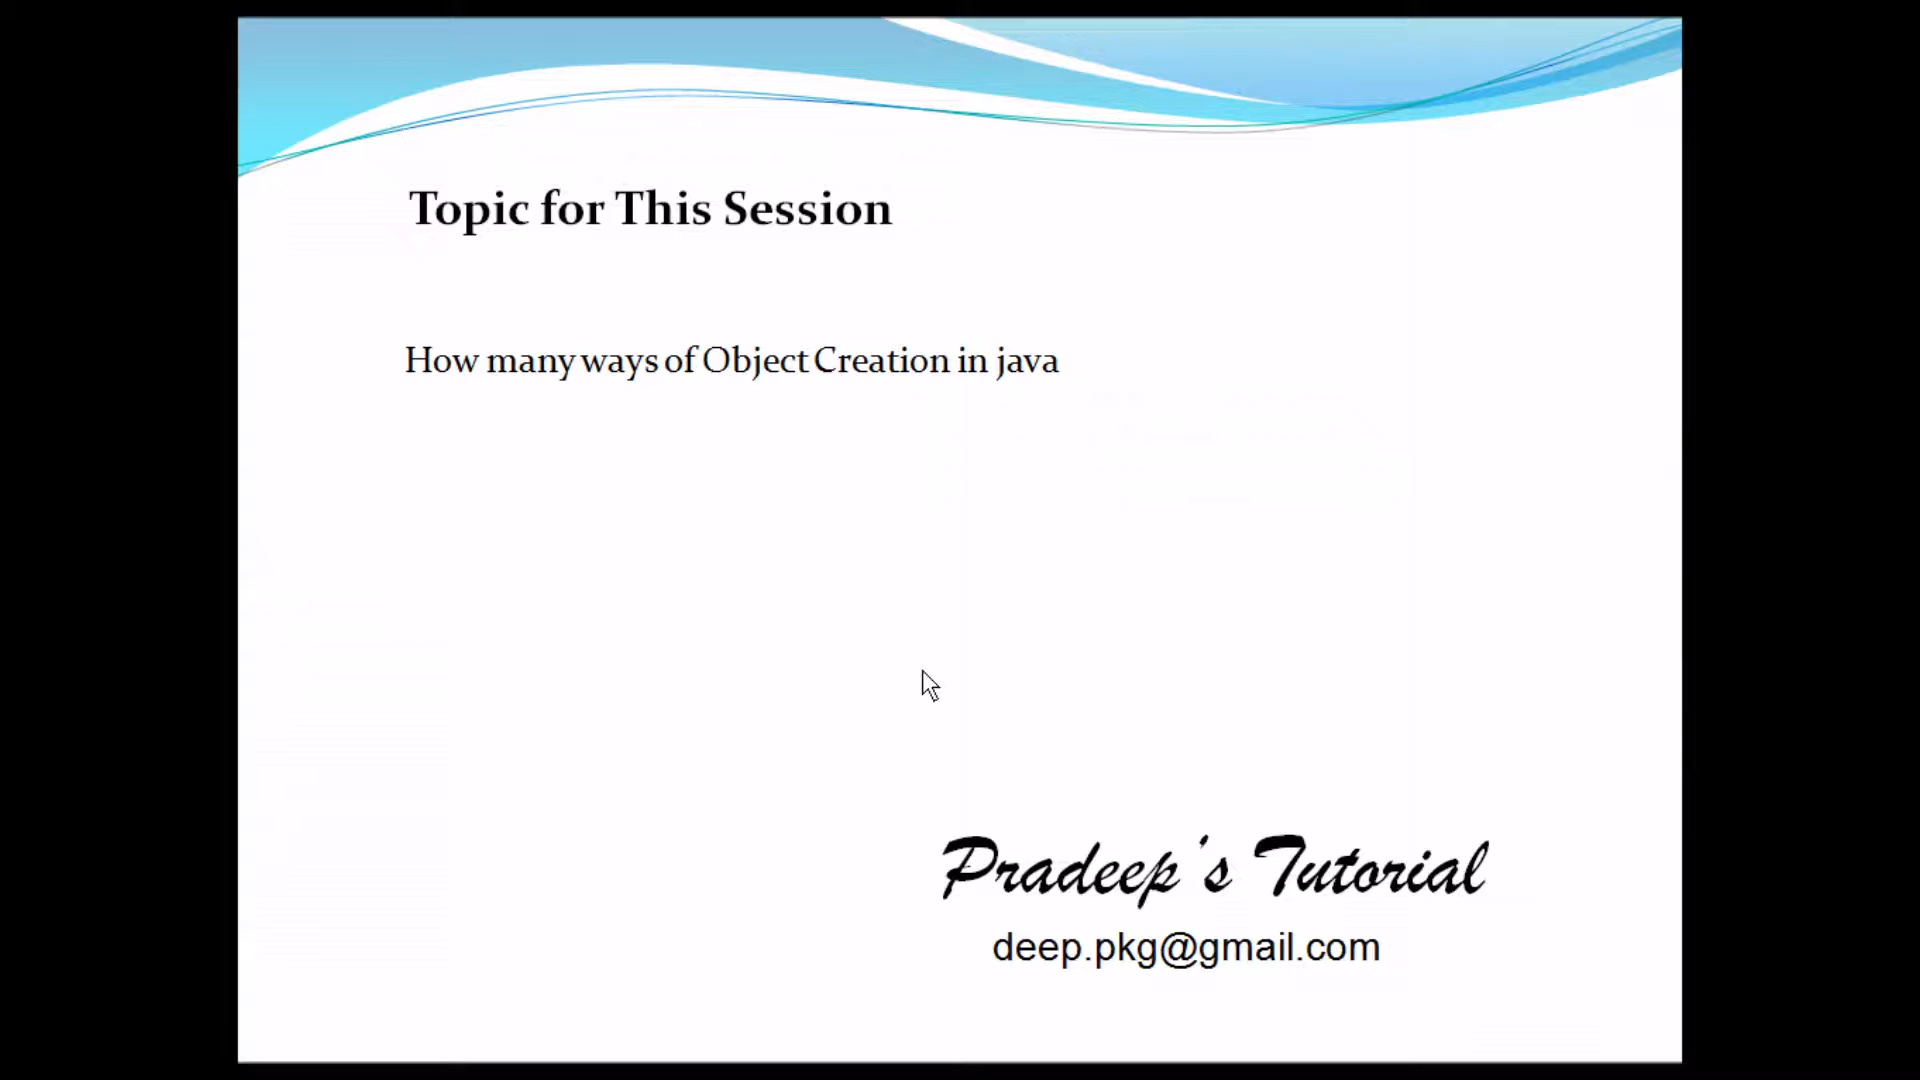 Topic for This Session
How many ways of Object Creation in java
Pradeep's Tutorial
deep.pkg@gmail.com